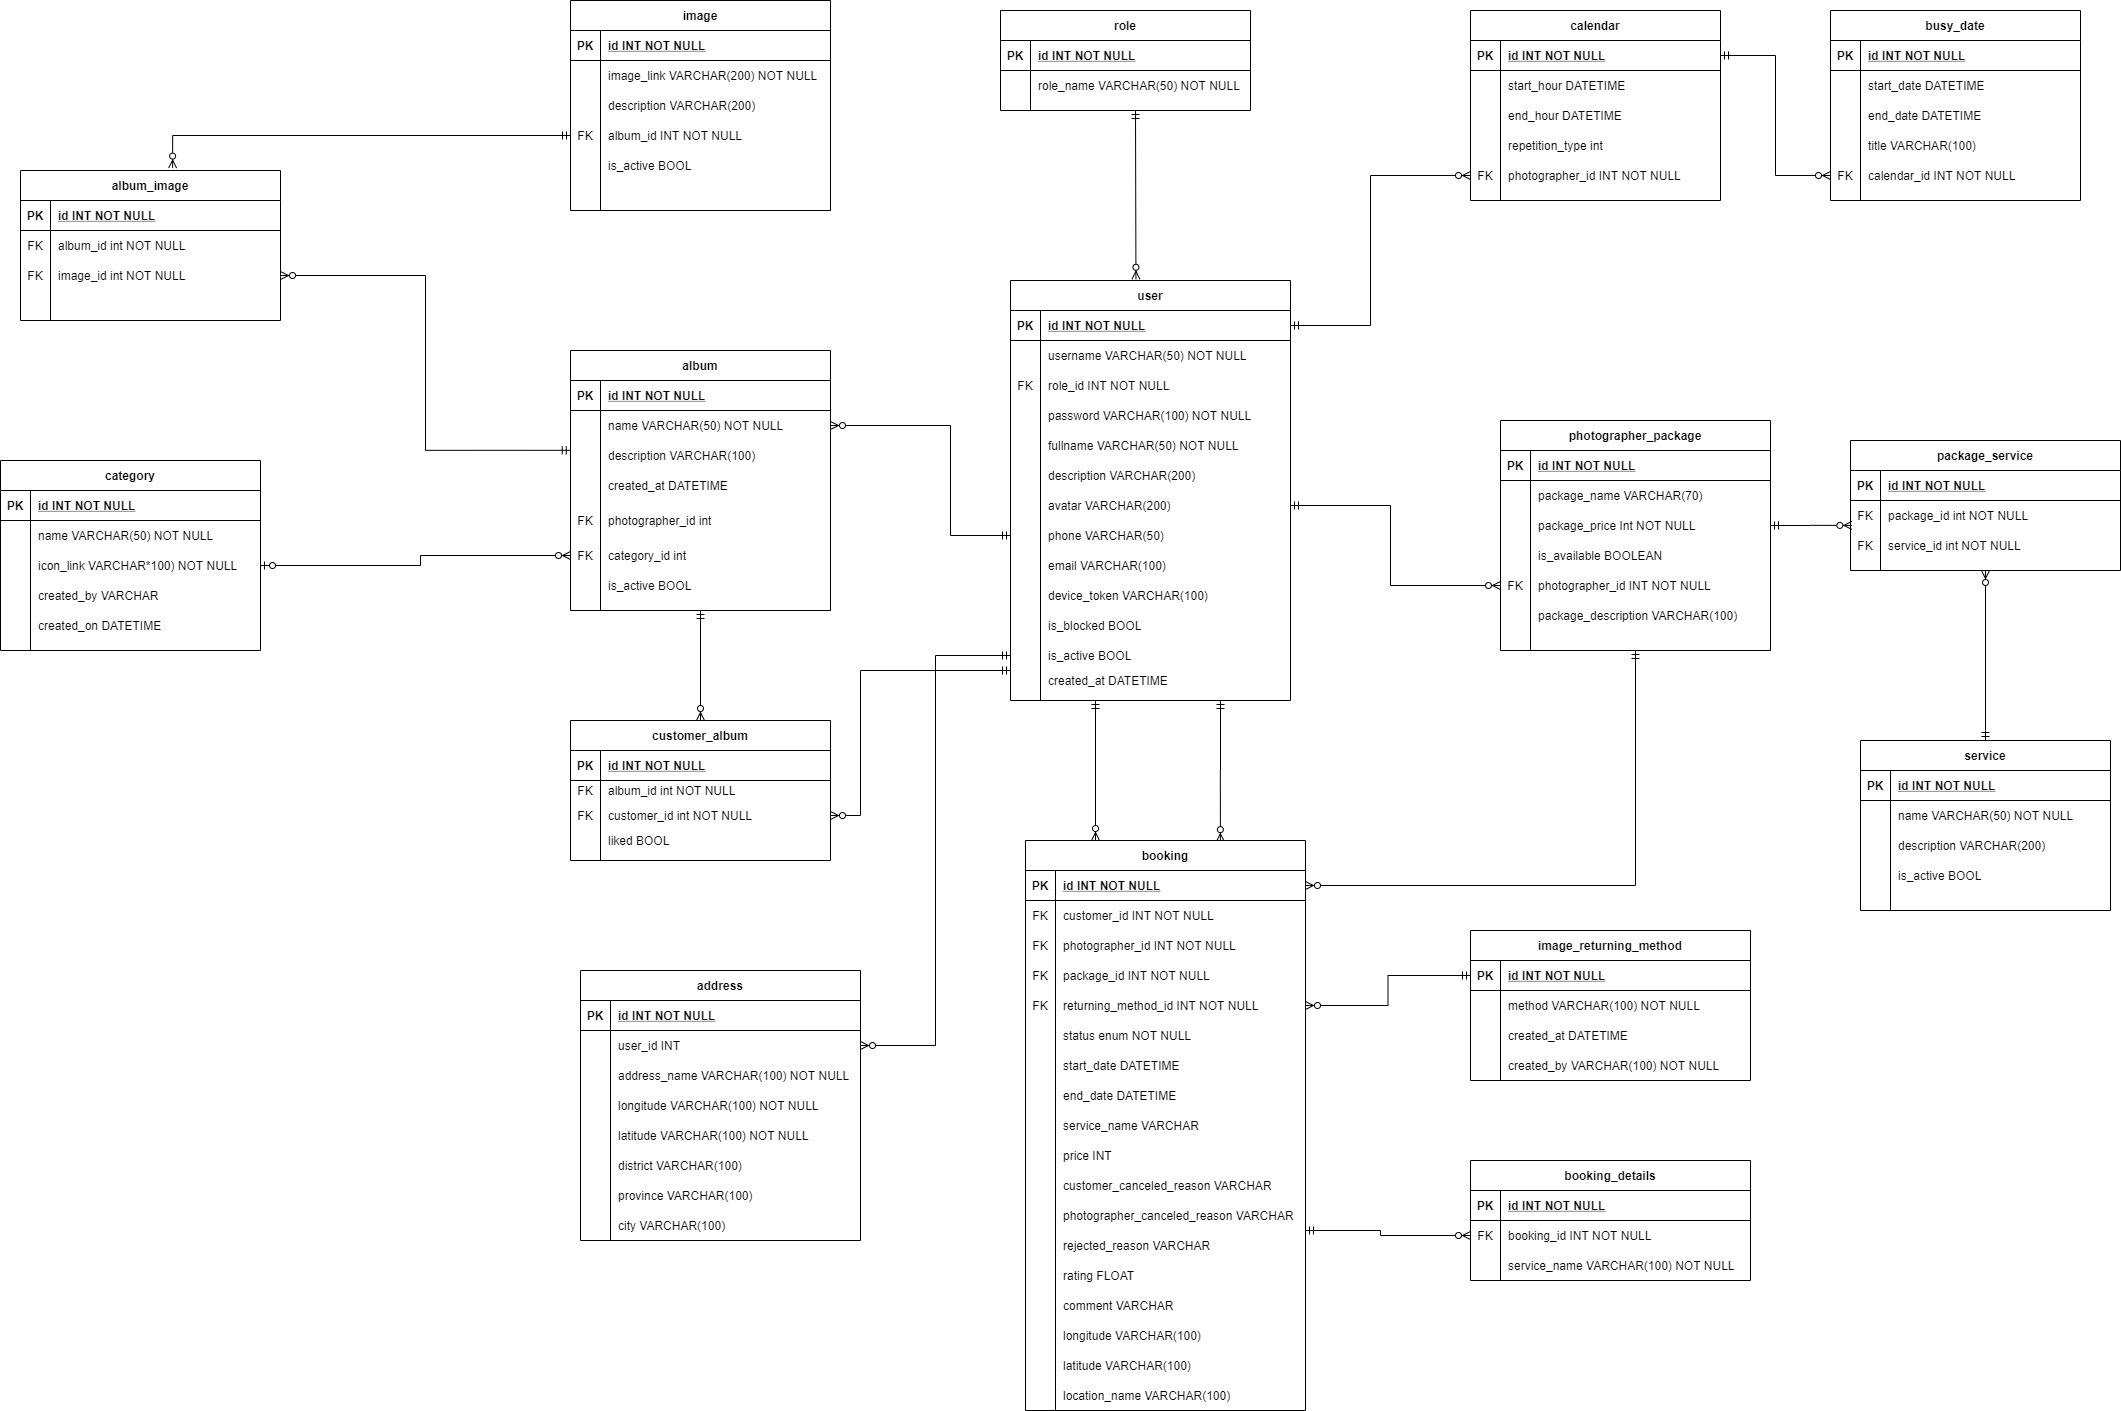 image
PK id INT NOT NULL
image_link VARCHAR(200) NOT NULL
description VARCHAR(200)
FK album_id INT NOT NULL
is_active BOOL
role
PK id INT NOT NULL
role_name VARCHAR(50) NOT NULL
calendar
PK id INT NOT NULL
start_hour DATETIME
end_hour DATETIME
repetition_type int
FK photographer_id INT NOT NULL
busy_date
PK id INT NOT NULL
start_date DATETIME
end_date DATETIME
title VARCHAR(100)
FK calendar_id INT NOT NULL
album_image
PK id INT NOT NULL
FK album_id int NOT NULL
FK image_id int NOT NULL
user
PK id INT NOT NULL
username VARCHAR(50) NOT NULL
FK role_id INT NOT NULL
password VARCHAR(100) NOT NULL
fullname VARCHAR(50) NOT NULL
description VARCHAR(200)
avatar VARCHAR(200)
phone VARCHAR(50)
email VARCHAR(100)
device_token VARCHAR(100)
is_blocked BOOL
is_active BOOL
created_at DATETIME
album
PK id INT NOT NULL
name VARCHAR(50) NOT NULL
description VARCHAR(100)
created_at DATETIME
FK photographer_id int
FK category_id int
is_active BOOL
category
PK id INT NOT NULL
name VARCHAR(50) NOT NULL
icon_link VARCHAR*100) NOT NULL
created_by VARCHAR
created_on DATETIME
photographer_package
PK id INT NOT NULL
package_name VARCHAR(70)
package_price Int NOT NULL
is_available BOOLEAN
FK photographer_id INT NOT NULL
package_description VARCHAR(100)
package_service
PK id INT NOT NULL
FK package_id int NOT NULL
FK service_id int NOT NULL
customer_album
PK id INT NOT NULL
FK album_id int NOT NULL
FK customer_id int NOT NULL
liked BOOL
service
PK id INT NOT NULL
name VARCHAR(50) NOT NULL
description VARCHAR(200)
is_active BOOL
booking
PK id INT NOT NULL
FK customer_id INT NOT NULL
FK photographer_id INT NOT NULL
FK package_id INT NOT NULL
FK returning_method_id INT NOT NULL
status enum NOT NULL
start_date DATETIME
end_date DATETIME
service_name VARCHAR
price INT
customer_canceled_reason VARCHAR
photographer_canceled_reason VARCHAR
rejected_reason VARCHAR
rating FLOAT
comment VARCHAR
longitude VARCHAR(100)
latitude VARCHAR(100)
location_name VARCHAR(100)
image_returning_method
PK id INT NOT NULL
method VARCHAR(100) NOT NULL
created_at DATETIME
created_by VARCHAR(100) NOT NULL
address
PK id INT NOT NULL
user_id INT
address_name VARCHAR(100) NOT NULL
longitude VARCHAR(100) NOT NULL
latitude VARCHAR(100) NOT NULL
district VARCHAR(100)
province VARCHAR(100)
city VARCHAR(100)
booking_details
PK id INT NOT NULL
FK booking_id INT NOT NULL
service_name VARCHAR(100) NOT NULL